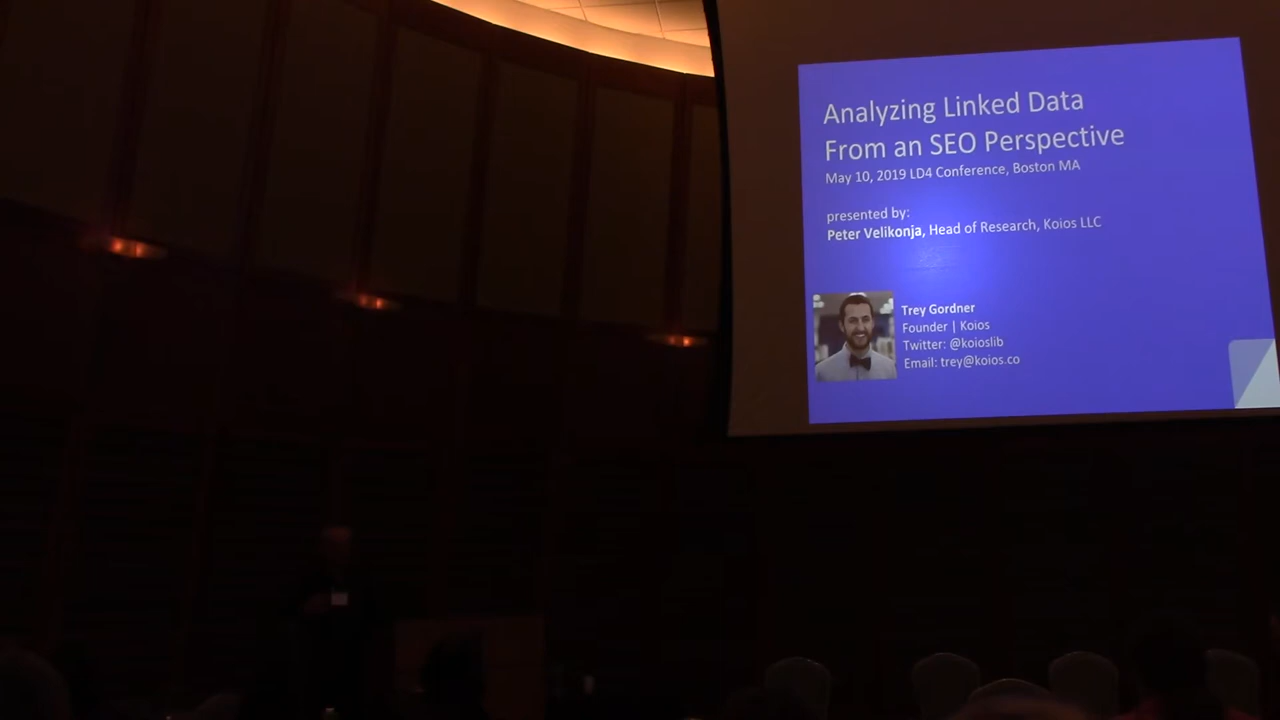 Analyzing Linked Data
From an SEO Perspective
May 10, 2019 LD4 Conference, Boston MA
presented by:
Peter Velikonja, Head of Research, Koios LLC
Trey Gordner
Founder | Koios
Twitter: @koioslib
Email: trey@koios.co